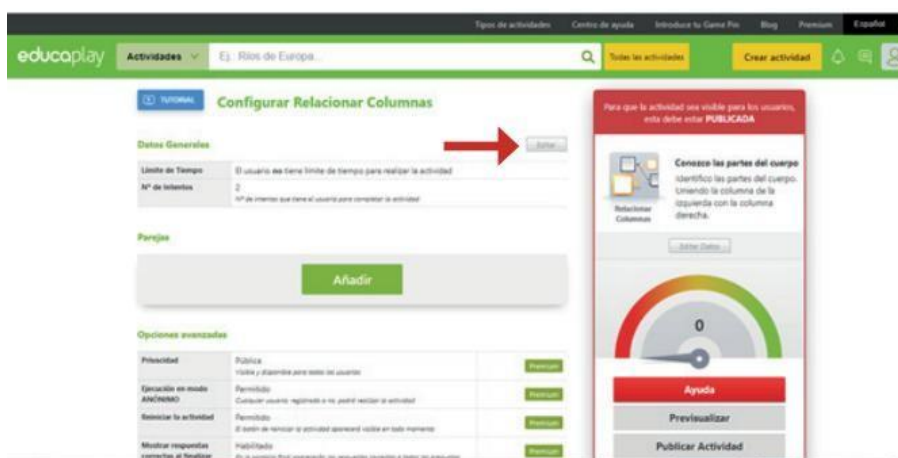 Tipos de actividades Centro de ayuda Introduce tu Game Pin Blog Premium Español
educaplay Actividades Ej.: Ríos de Europa... Todas las actividades Crear actividad
TUTORIAL Configurar Relacionar Columnas
Datos Generales Editar
Límite de Tiempo El usuario no tiene límite de tiempo para realizar la actividad
Nº de Intentos 2
Nº de intentos que tiene el usuario para completar la actividad
Parejas
Añadir
Opciones avanzadas
Privacidad Pública Premium
Visible y disponible para todos los usuarios
Ejecución en modo ANÓNIMO Permitido Premium
Cualquier usuario, registrado o no, podrá realizar la actividad
Reiniciar la actividad Permitido Premium
El botón de reiniciar la actividad aparecerá visible en todo momento
Mostrar respuestas correctas al finalizar Habilitado Premium
Para que la actividad sea visible para los usuarios,
esta debe estar PUBLICADA
Relacionar
Columnas
Conozco las partes del cuerpo
Identifico las partes del cuerpo.
Uniendo la columna de la
izquierda con la columna
derecha.
Editar Datos
0
Ayuda
Previsualizar
Publicar Actividad